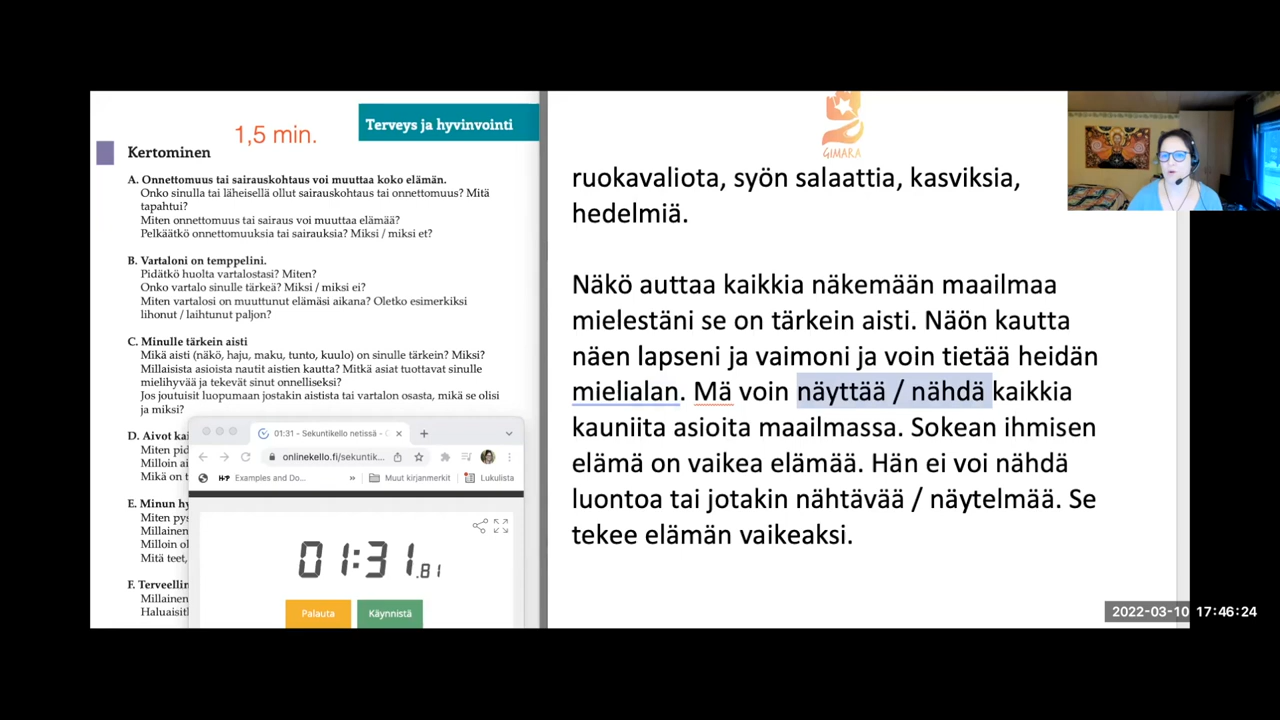 1,5 min.
Terveys ja hyvinvointi
Kertominen
A. Onnettomuus tai sairauskohtaus voi muuttaa koko elämän.
Onko sinulla tai läheisellä ollut sairauskohtaus tai onnettomuus? Mitä
tapahtui?
Miten onnettomuus tai sairaus voi muuttaa elämää?
Pelkäätkö onnettomuuksia tai sairauksia? Miksi / miksi et?
B. Vartaloni on temppelini.
Pidätkö huolta vartalostasi? Miten?
Onko vartalo sinulle tärkeä? Miksi / miksi ei?
Miten vartalosi on muuttunut elämäsi aikana? Oletko esimerkiksi
lihonut / laihtunut paljon?
C. Minulle tärkein aisti
Mikä aisti (näkö, haju, maku, tunto, kuulo) on sinulle tärkein? Miksi?
Millaisista asioista nautit aistien kautta? Mitkä asiat tuottavat sinulle
mielihyvää ja tekevät sinut onnelliseksi?
Jos joutuisit luopumaan jostakin aistista tai vartalon osasta, mikä se olisi
ja miksi?
D. Aivot kai
Miten pid
Milloin ai
Mikä on t
E. Minun hy
Miten pys
Millainen
Milloin ol
Mitä teet,
F. Terveellin
Millainen
Haluaisitl
01:31 - Sekuntikello netissä -
onlinekello.fi/sekuntik...
Examples and Do...
»
Muut kirjanmerkit
Lukulista
01:31.81
Palauta
Käynnistä
GIMARA
ruokavaliota, syön salaattia, kasviksia,
hedelmiä.
Näkö auttaa kaikkia näkemään maailmaa
mielestäni se on tärkein aisti. Näön kautta
näen lapseni ja vaimoni ja voin tietää heidän
mielialan. Mä voin näyttää / nähdä kaikkia
kauniita asioita maailmassa. Sokean ihmisen
elämä on vaikea elämää. Hän ei voi nähdä
luontoa tai jotakin nähtävää / näytelmää. Se
tekee elämän vaikeaksi.
2022-03-10 17:46:24